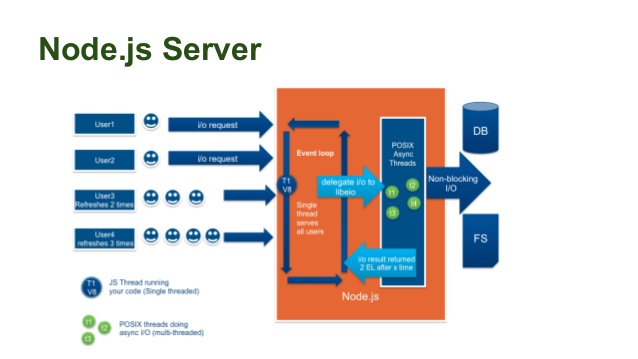 Node.js Server
User1
i/o request
User2
i/o request
User3
Refreshes 2 times
User4
refreshes 3 times
Event loop
T1
V8
Single
thread
serves
all users
delegate i/o to
libeio
POSIX
Async
Threads
t1
t2
t4
t3
i/o result returned
2 EL after x time
Node.js
Non-blocking
I/O
DB
FS
T1
V8
JS Thread running
your code (Single threaded)
t1
t2
t3
POSIX threads doing
async I/O (multi-threaded)